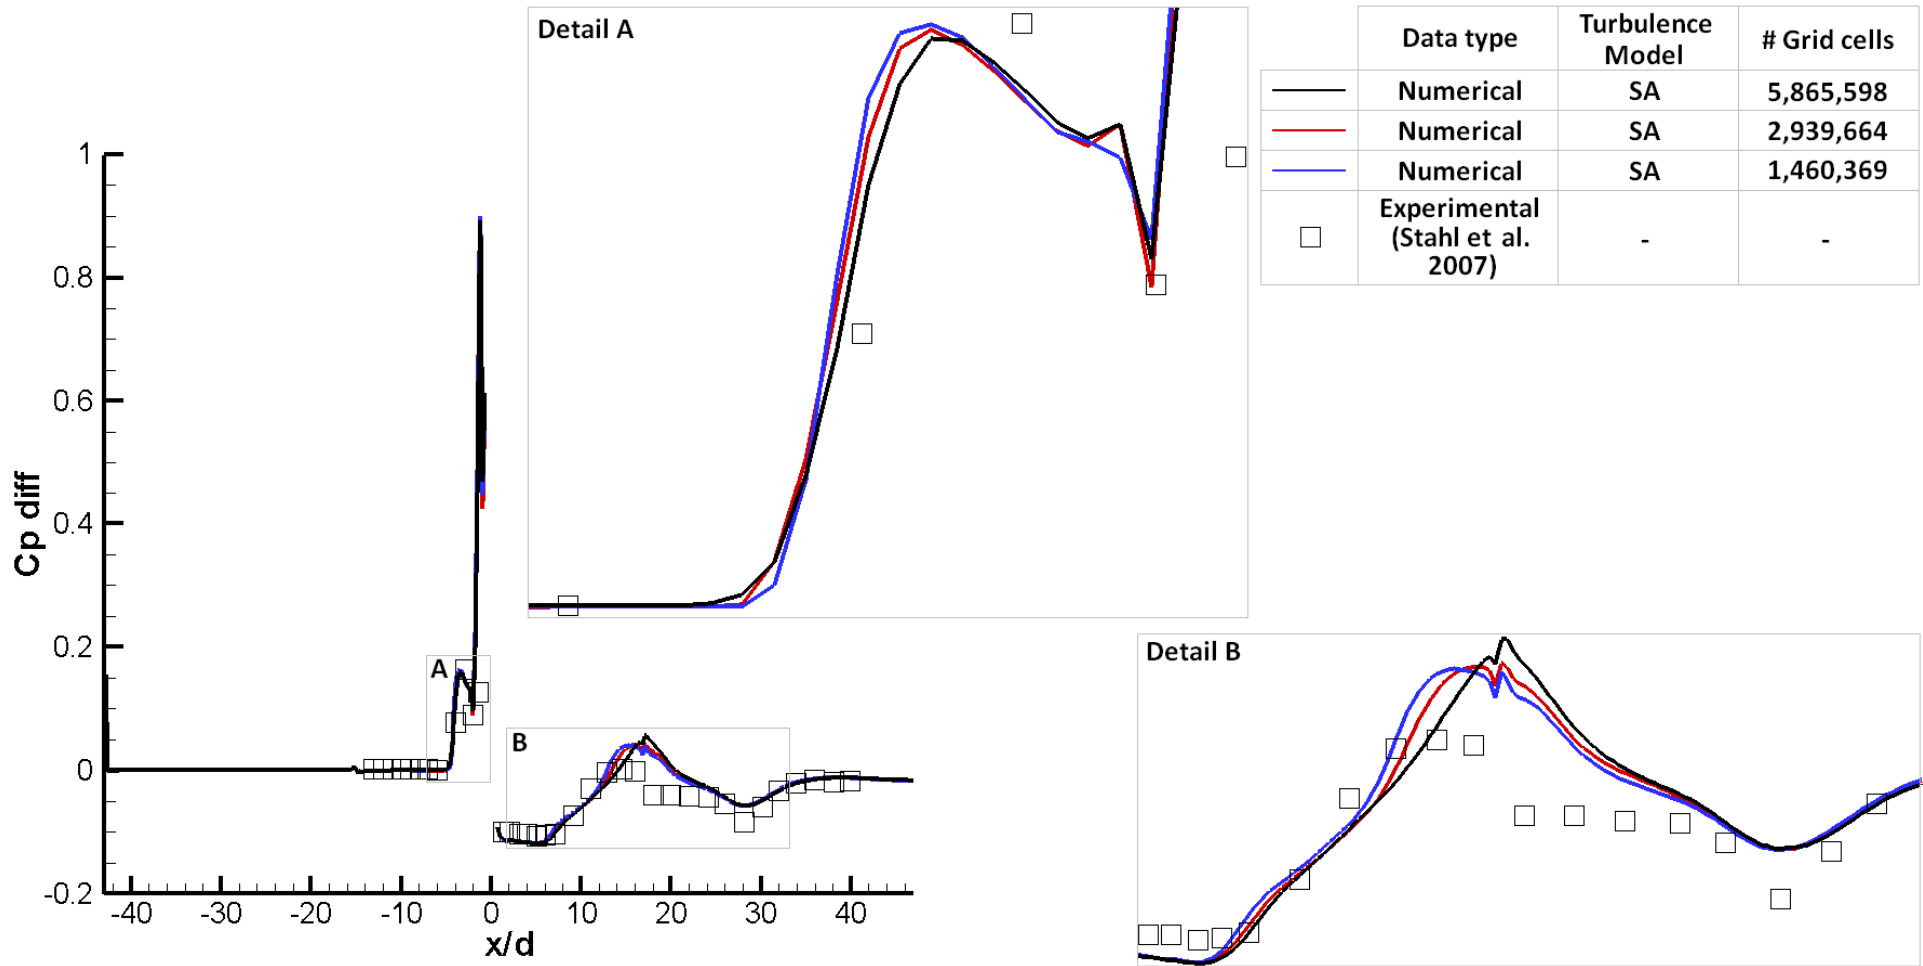 Detail A
Data type Turbulence Model # Grid cells
Numerical SA 5,865,598
Numerical SA 2,939,664
Numerical SA 1,460,369
Experimental
(Stahl et al. - -
2007)
1
0.8
0.6
0.4
0.2
0
-0.2
Cp diff
A
B
-40 -30 -20 -10 0 10 20 30 40
x/d
Detail B